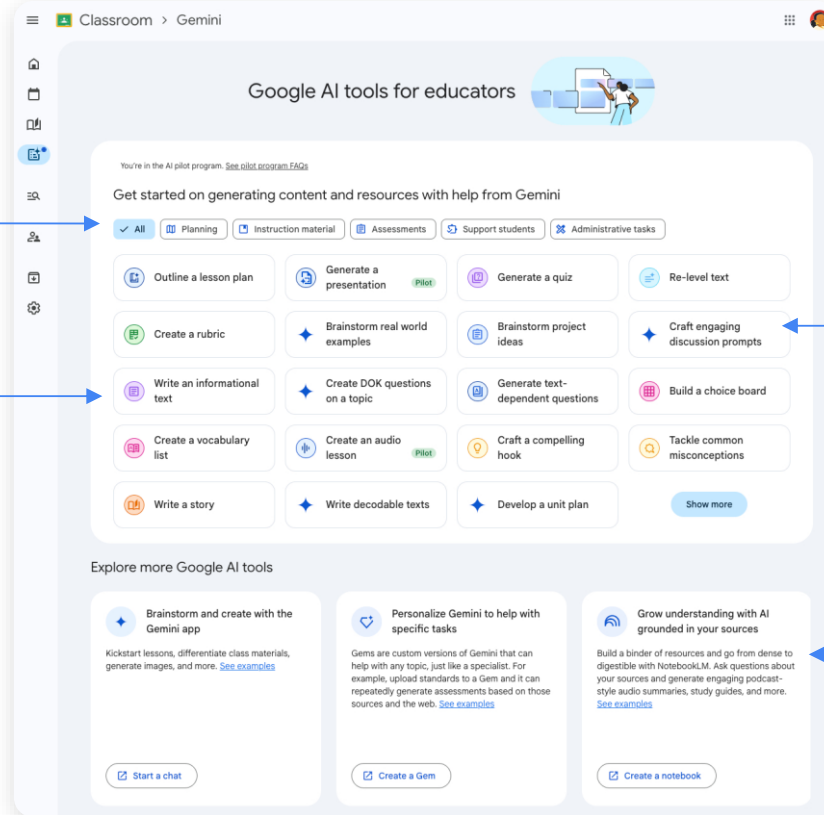 Classroom > Gemini
Google AI tools for educators
You're in the AI pilot program. See pilot program FAQs
Get started on generating content and resources with help from Gemini
All
Planning
Instruction material
Assessments
Support students
Administrative tasks
Outline a lesson plan
Generate a
presentation
Pilot
Generate a quiz
Re-level text
Create a rubric
Brainstorm real world
examples
Brainstorm project
ideas
Craft engaging
discussion prompts
Write an informational
text
Create DOK questions
on a topic
Generate text-
dependent questions
Build a choice board
Create a vocabulary
list
Create an audio
lesson
Pilot
Craft a compelling
hook
Tackle common
misconceptions
Write a story
Write decodable texts
Develop a unit plan
Show more
Explore more Google AI tools
Brainstorm and create with the
Gemini app
Kickstart lessons, differentiate class materials,
generate images, and more. See examples
Start a chat
Personalize Gemini to help with
specific tasks
Gems are custom versions of Gemini that can
help with any topic, just like a specialist. For
example, upload standards to a Gem and it can
repeatedly generate assessments based on those
sources and the web. See examples
Create a Gem
Grow understanding with AI
grounded in your sources
Build a binder of resources and go from dense to
digestible with NotebookLM. Ask questions about
your sources and generate engaging podcast-
style audio summaries, study guides, and more.
See examples
Create a notebook